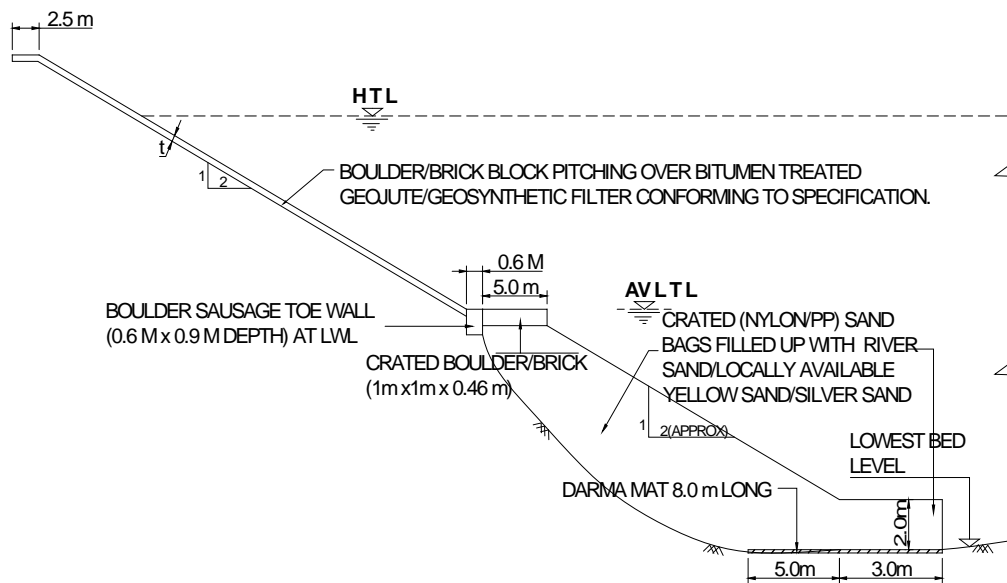 2.5 m
HTL
t
1
2
BOULDER/BRICK BLOCK PITCHING OVER BITUMEN TREATED
GEOJUTE/GEOSYNTHETIC FILTER CONFORMING TO SPECIFICATION.
0.6 M
5.0 m
AVLTL
BOULDER SAUSAGE TOE WALL
(0.6 M x 0.9 M DEPTH) AT LWL
CRATED BOULDER/BRICK
(1m x1m x 0.46 m)
CRATED (NYLON/PP) SAND
BAGS FILLED UP WITH RIVER
SAND/LOCALLY AVAILABLE
YELLOW SAND/SILVER SAND
1
2(APPROX)
LOWEST BED
LEVEL
DARMA MAT 8.0 m LONG
2.0m
5.0m
3.0m